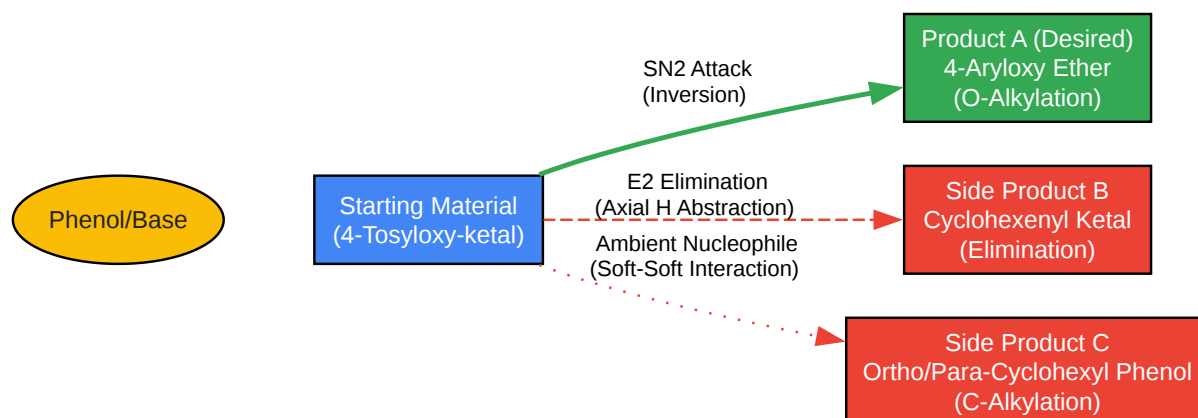 Product A (Desired)
4-Aryloxy Ether
(O-Alkylation)
SN2 Attack
(Inversion)
Phenol/Base
Starting Material
(4-Tosyloxy-ketal)
E2 Elimination
(Axial H Abstraction)
Side Product B
Cyclohexenyl Ketal
(Elimination)
Ambient Nucleophile
(Soft-Soft Interaction)
Side Product C
Ortho/Para-Cyclohexyl Phenol
(C-Alkylation)